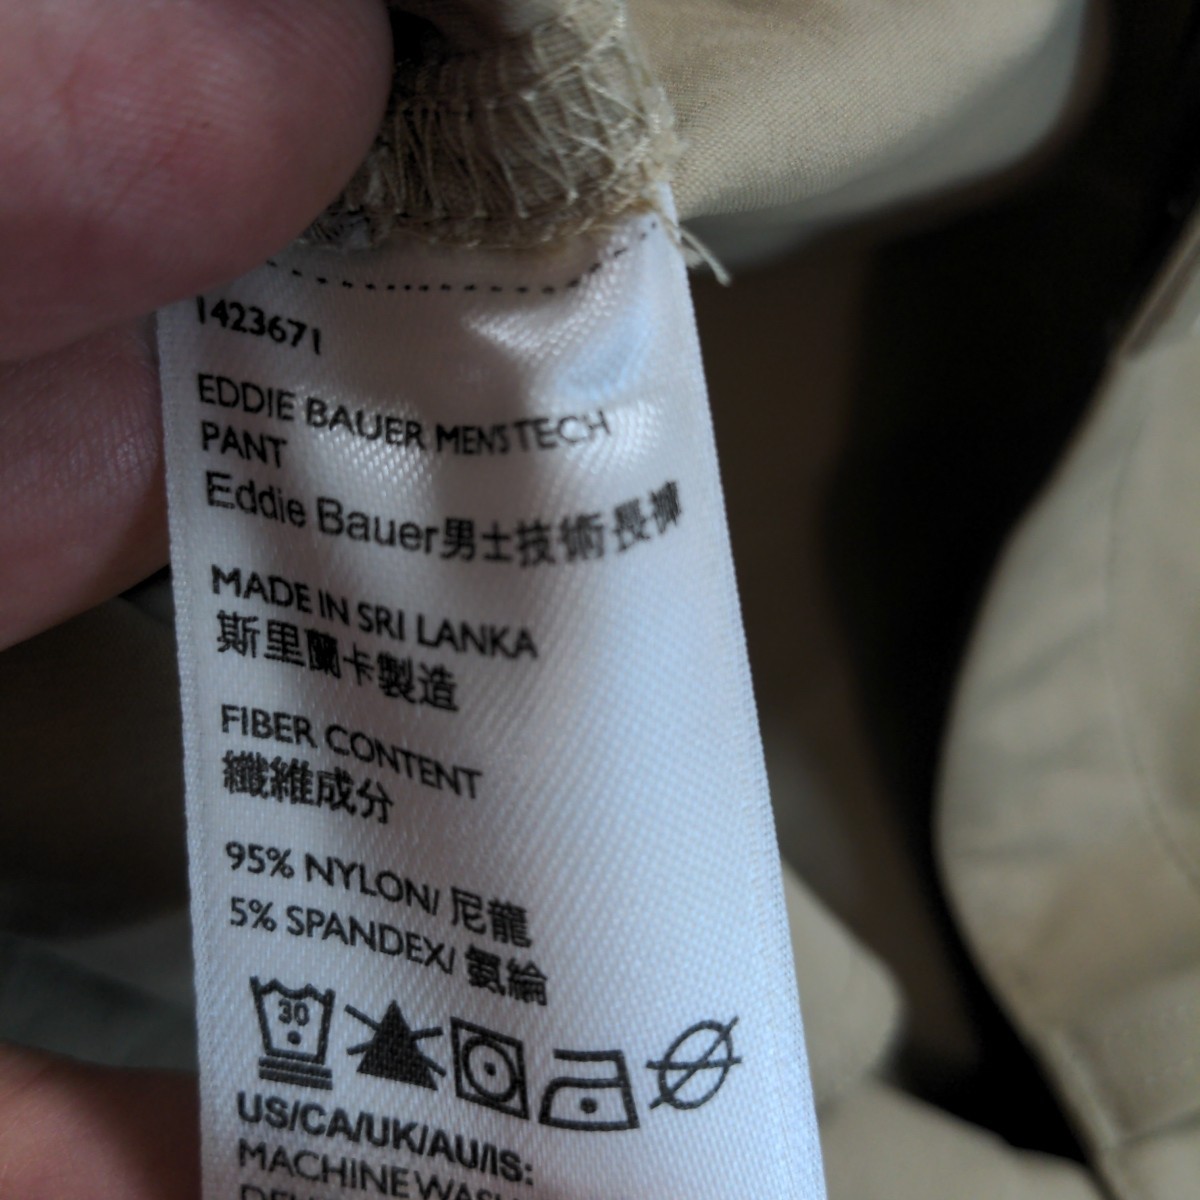 1423671
EDDIE BAUER MEN'S TECH
PANT
Eddie Bauer男士技術長褲
MADE IN SRI LANKA
斯里蘭卡製造
FIBER CONTENT
纖維成分
95% NYLON/ 尼龍
5% SPANDEX/ 氨綸
30
US/CA/UK/AU/IS:
MACHINE WASH